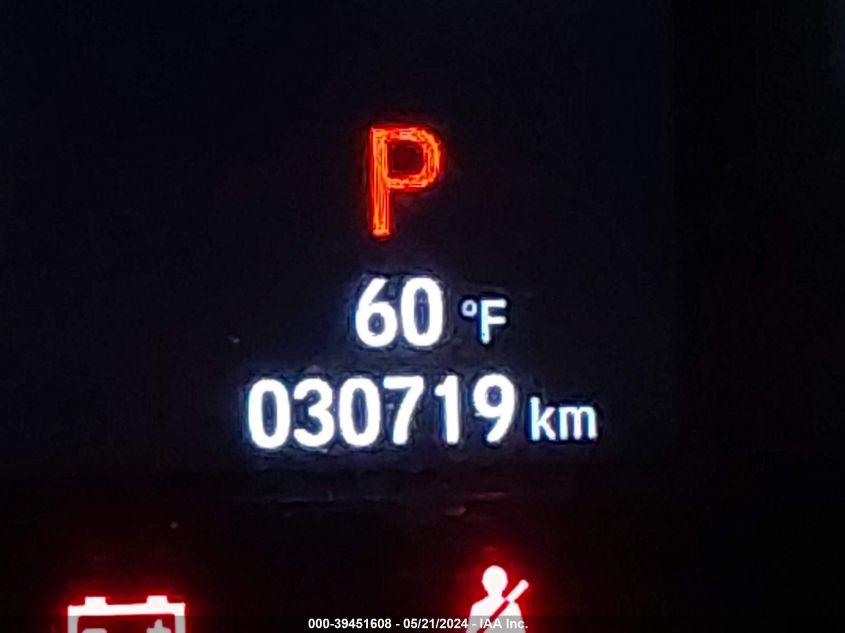 P
60 °F
030719 km
000-39451608 - 05/21/2024 - IAA Inc.